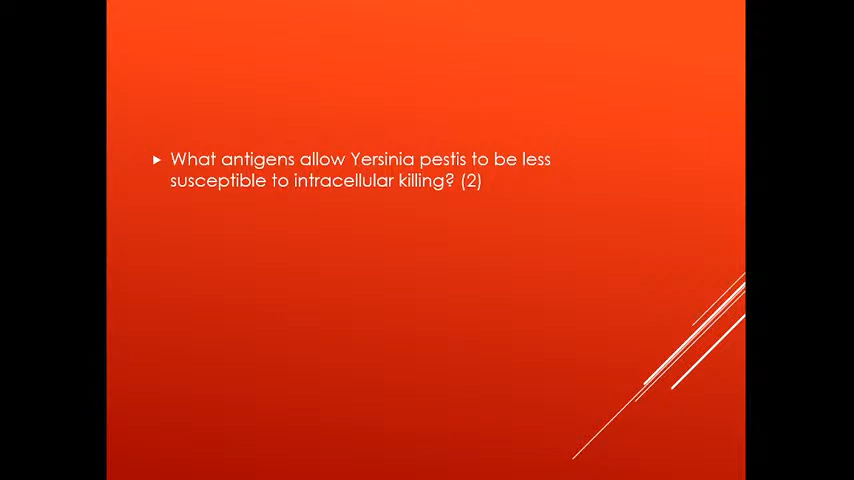 What antigens allow Yersinia pestis to be less
susceptible to intracellular killing? (2)